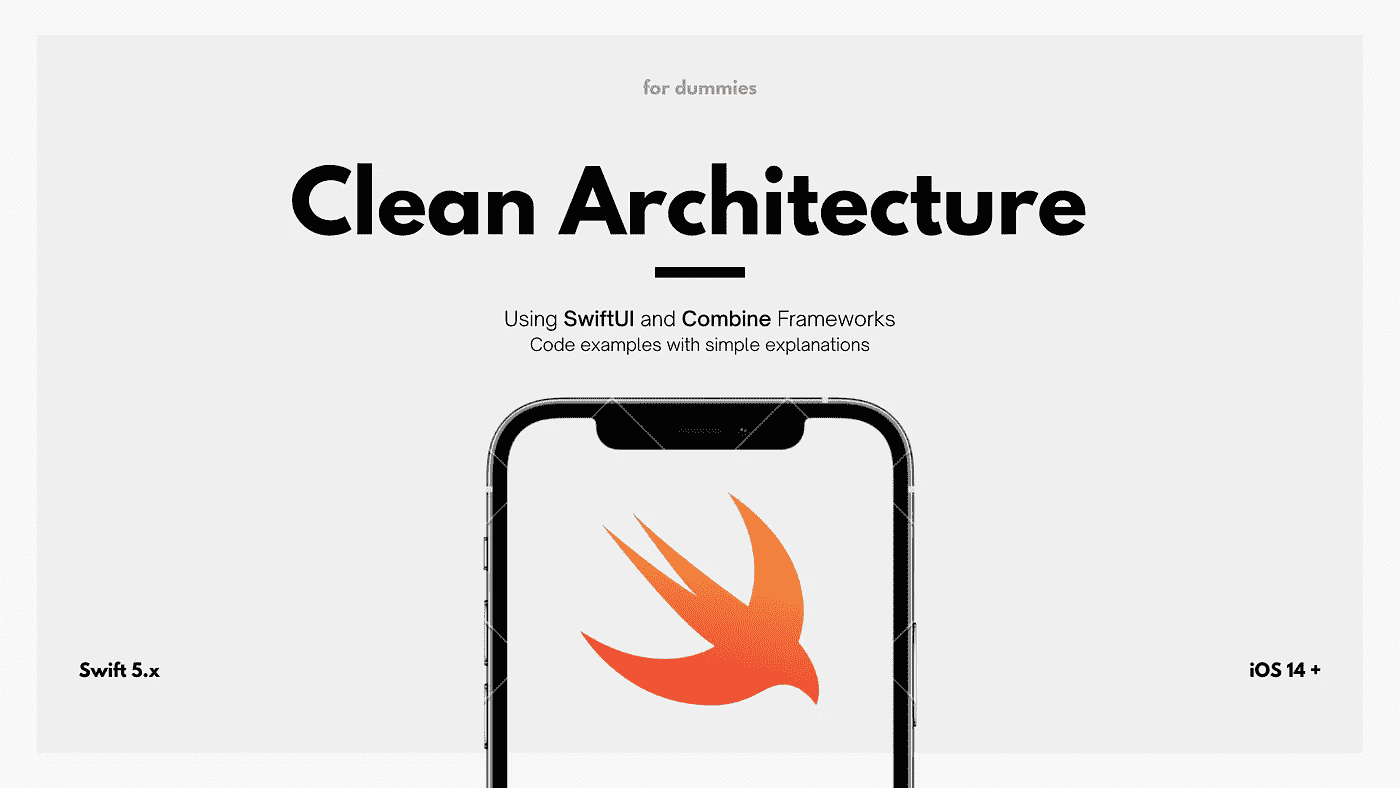 for dummies
Clean Architecture
Using SwiftUI and Combine Frameworks
Code examples with simple explanations
Swift 5.x
iOS 14 +